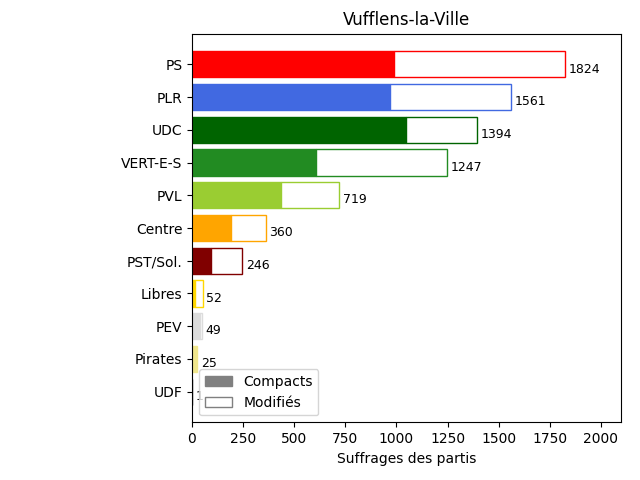 Vufflens-la-Ville
PS 1824
PLR 1561
UDC 1394
VERT-E-S 1247
PVL 719
Centre 360
PST/Sol. 246
Libres 52
PEV 49
Pirates 25
UDF
Compacts
Modifiés
0 250 500 750 1000 1250 1500 1750 2000
Suffrages des partis